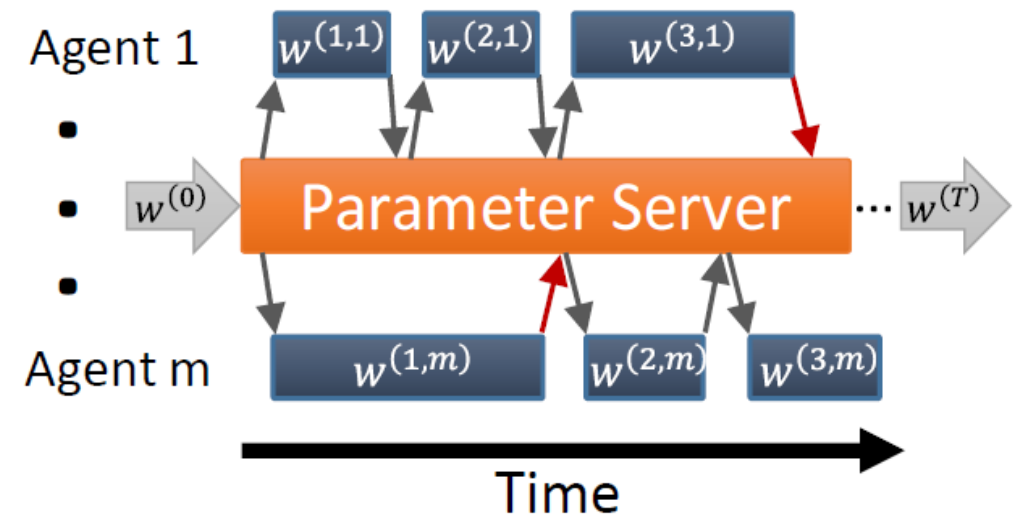 Agent 1
w^(1,1) w^(2,1) w^(3,1)
w^(0)
Parameter Server
... w^(T)
Agent m
w^(1,m) w^(2,m) w^(3,m)
Time